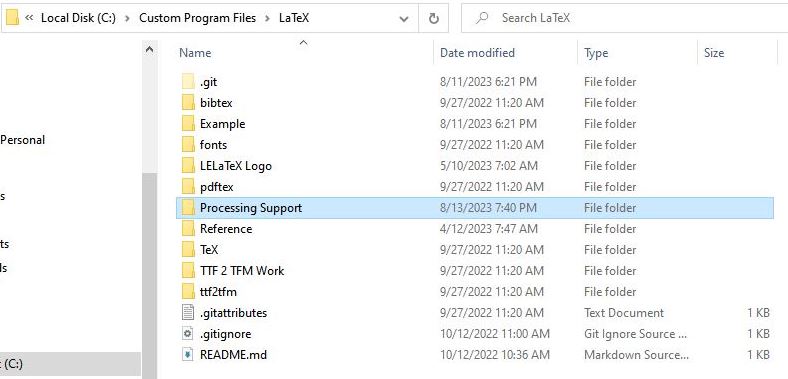 « Local Disk (C:) > Custom Program Files > LaTeX Search LaTeX
Name Date modified Type Size
.git 8/11/2023 6:21 PM File folder
bibtex 9/27/2022 11:20 AM File folder
Personal Example 8/11/2023 6:21 PM File folder
fonts 9/27/2022 11:20 AM File folder
LELaTeX Logo 5/10/2023 7:02 AM File folder
pdftex 9/27/2022 11:20 AM File folder
Processing Support 8/13/2023 7:40 PM File folder
Reference 4/12/2023 7:47 AM File folder
ts TeX 9/27/2022 11:20 AM File folder
ls TTF 2 TFM Work 9/27/2022 11:20 AM File folder
ttf2tfm 9/27/2022 11:20 AM File folder
.gitattributes 9/27/2022 11:20 AM Text Document 1 KB
.gitignore 10/12/2022 11:00 AM Git Ignore Source ... 1 KB
README.md 10/12/2022 10:36 AM Markdown Source... 1 KB
(C:)